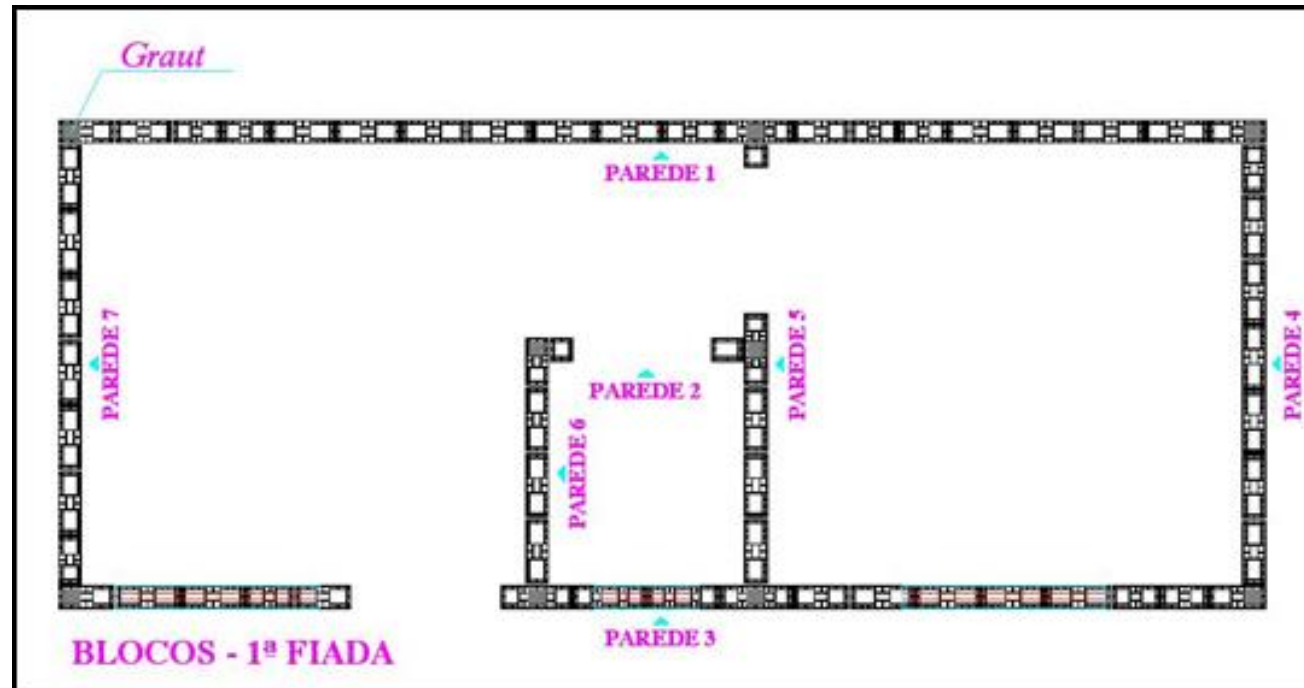 Graut
PAREDE 1
PAREDE 7
PAREDE 2
PAREDE 5
PAREDE 4
PAREDE 6
PAREDE 3
BLOCOS - 1ª FIADA